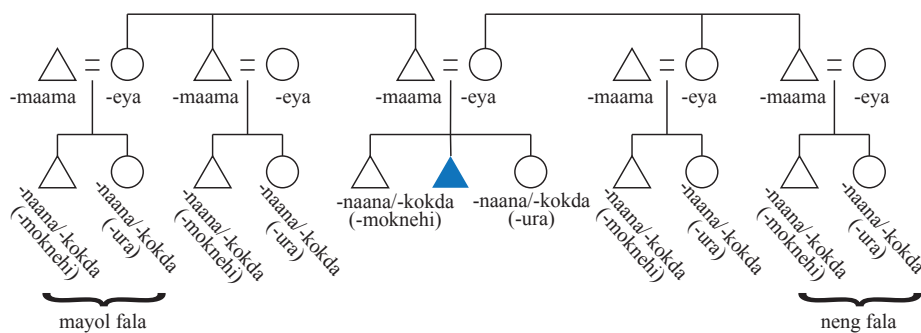 -maama -eya -maama -eya -maama -eya -maama -eya -maama -eya
-naana/-kokda
(-moknehi)
-naana/-kokda
(-ura)
-naana/-kokda
(-moknehi)
-naana/-kokda
(-ura)
-naana/-kokda
(-moknehi)
-naana/-kokda
(-ura)
-naana/-kokda
(-moknehi)
-naana/-kokda
(-ura)
-naana/-kokda
(-moknehi)
-naana/-kokda
(-ura)
mayol fala
neng fala